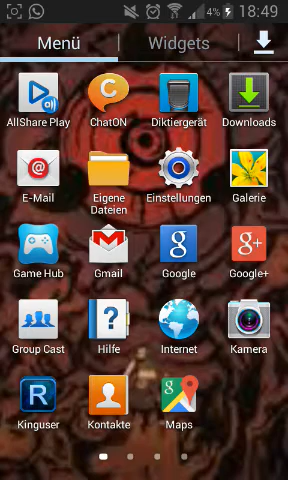 4% 18:49
Menü Widgets
AllShare Play ChatON Diktiergerät Downloads
E-Mail Eigene Dateien Einstellungen Galerie
Game Hub Gmail Google Google+
Group Cast Hilfe Internet Kamera
Kinguser Kontakte Maps